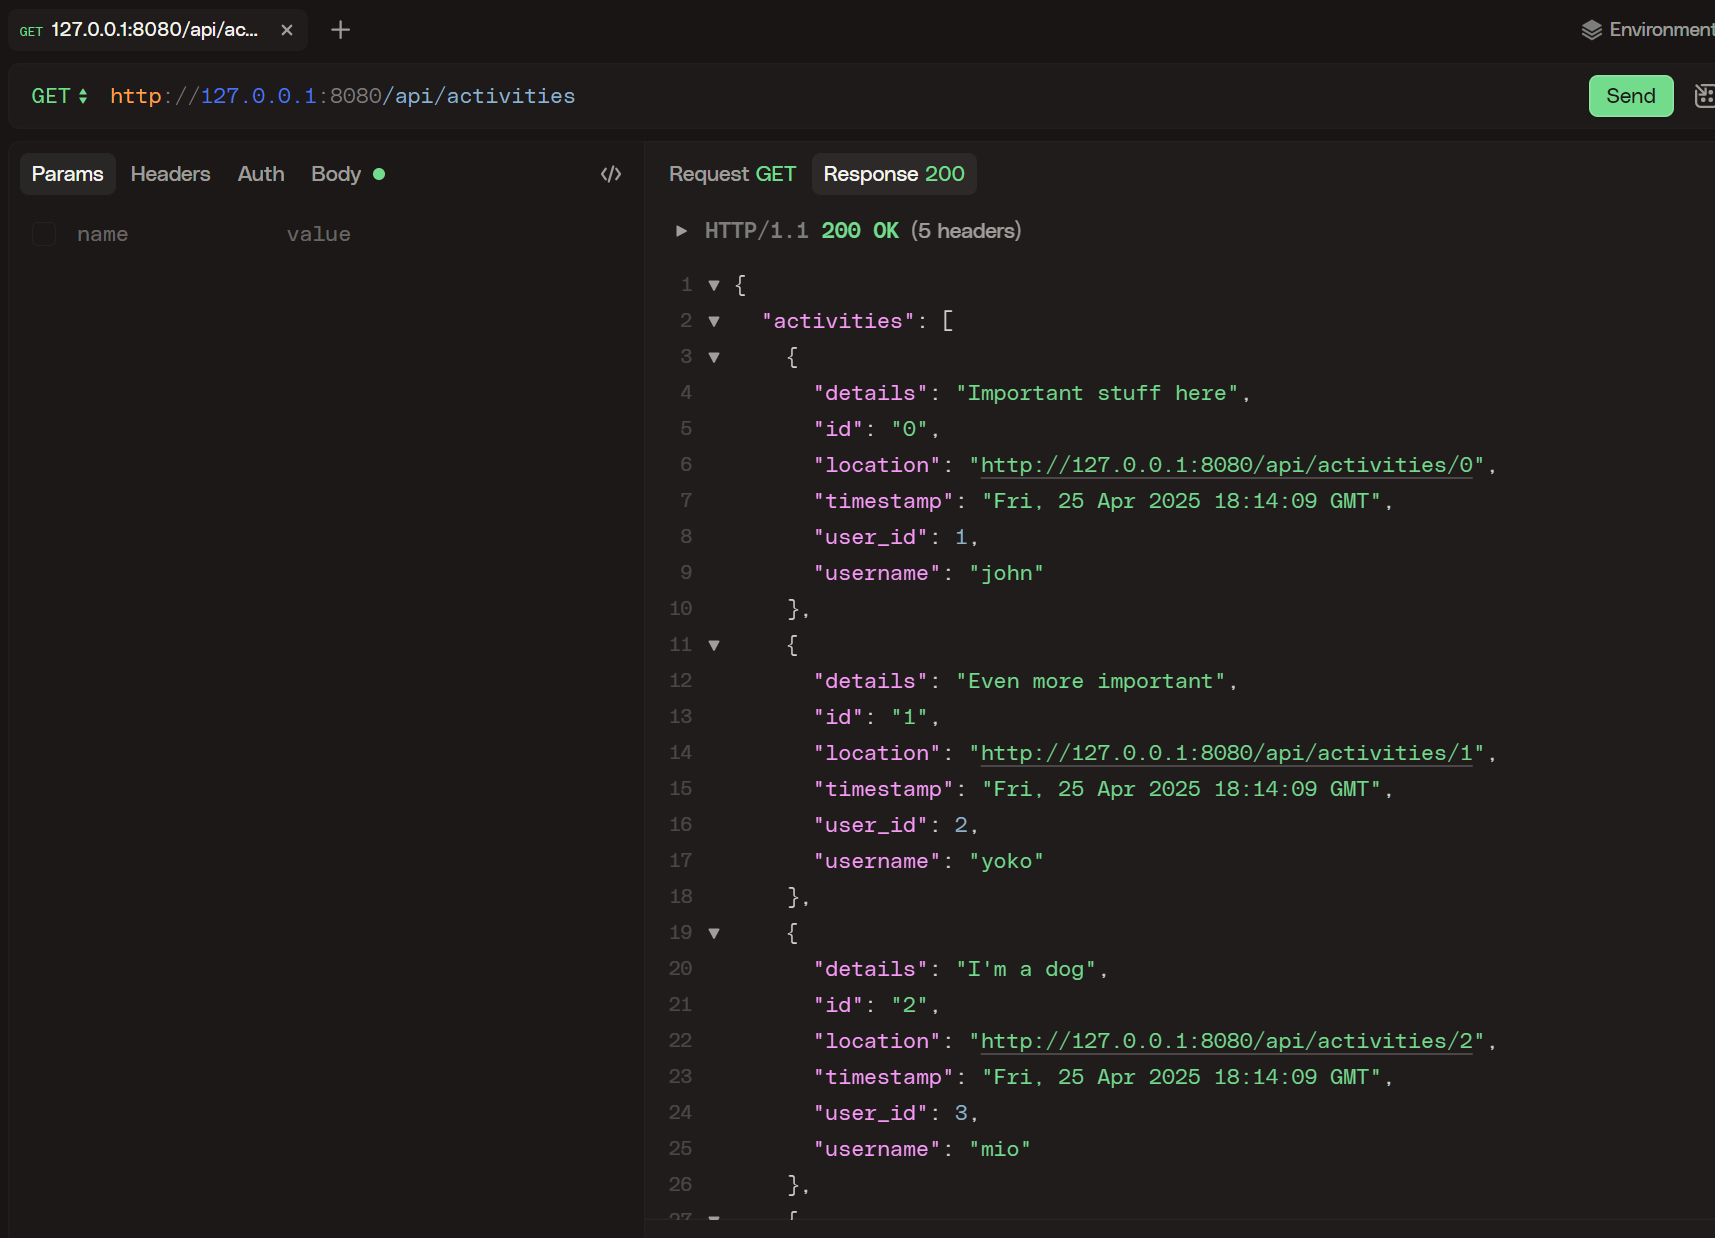 GET 127.0.0.1:8080/api/ac...
GET http://127.0.0.1:8080/api/activities
Send
Environment
Params Headers Auth Body
name value
Request GET Response 200
HTTP/1.1 200 OK (5 headers)
1 {
2 "activities": [
3 {
4 "details": "Important stuff here",
5 "id": "0",
6 "location": "http://127.0.0.1:8080/api/activities/0",
7 "timestamp": "Fri, 25 Apr 2025 18:14:09 GMT",
8 "user_id": 1,
9 "username": "john"
10 },
11 {
12 "details": "Even more important",
13 "id": "1",
14 "location": "http://127.0.0.1:8080/api/activities/1",
15 "timestamp": "Fri, 25 Apr 2025 18:14:09 GMT",
16 "user_id": 2,
17 "username": "yoko"
18 },
19 {
20 "details": "I'm a dog",
21 "id": "2",
22 "location": "http://127.0.0.1:8080/api/activities/2",
23 "timestamp": "Fri, 25 Apr 2025 18:14:09 GMT",
24 "user_id": 3,
25 "username": "mio"
26 },
27 {